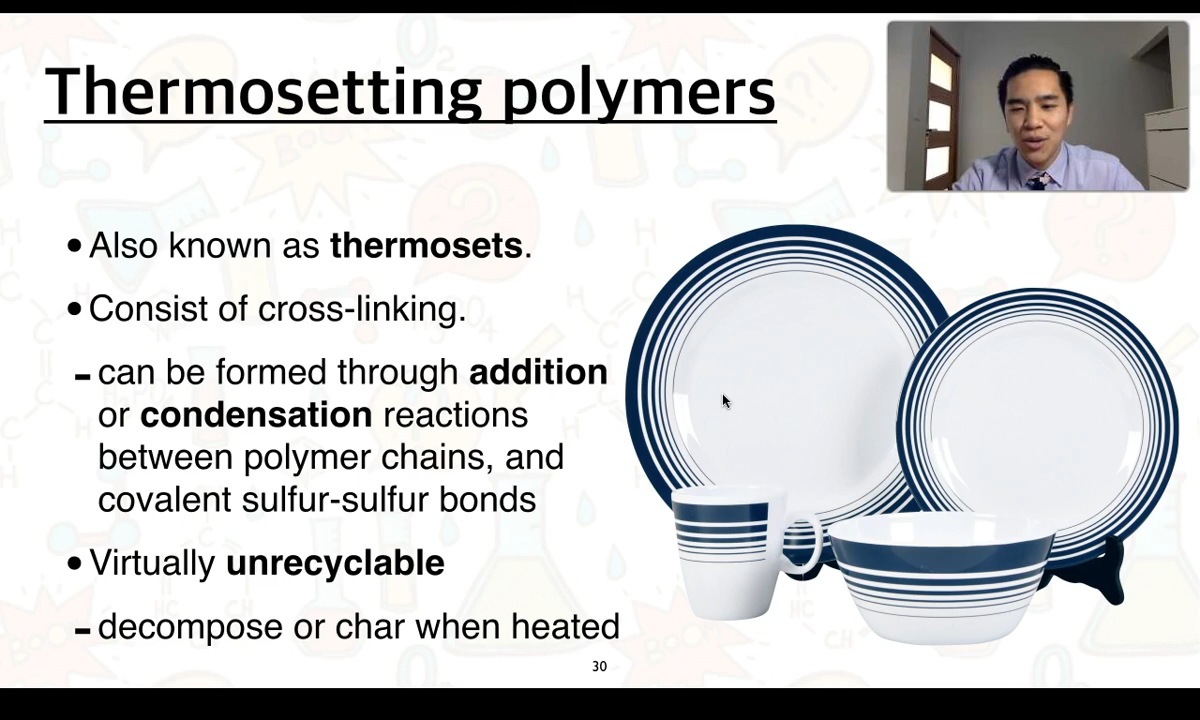 Thermosetting polymers
• Also known as thermosets.
• Consist of cross-linking.
- can be formed through addition
or condensation reactions
between polymer chains, and
covalent sulfur-sulfur bonds
• Virtually unrecyclable
- decompose or char when heated
30